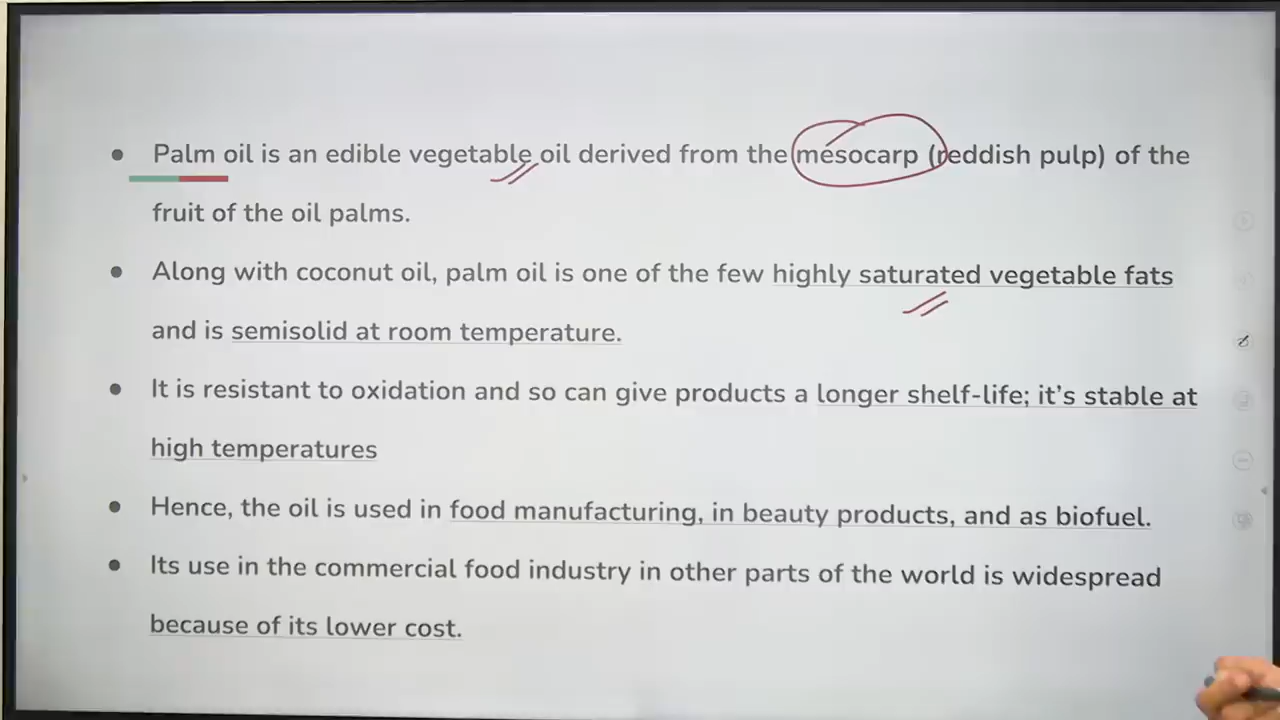 • Palm oil is an edible vegetable oil derived from the mesocarp (reddish pulp) of the
fruit of the oil palms.
• Along with coconut oil, palm oil is one of the few highly saturated vegetable fats
and is semisolid at room temperature.
• It is resistant to oxidation and so can give products a longer shelf-life; it's stable at
high temperatures
• Hence, the oil is used in food manufacturing, in beauty products, and as biofuel.
• Its use in the commercial food industry in other parts of the world is widespread
because of its lower cost.